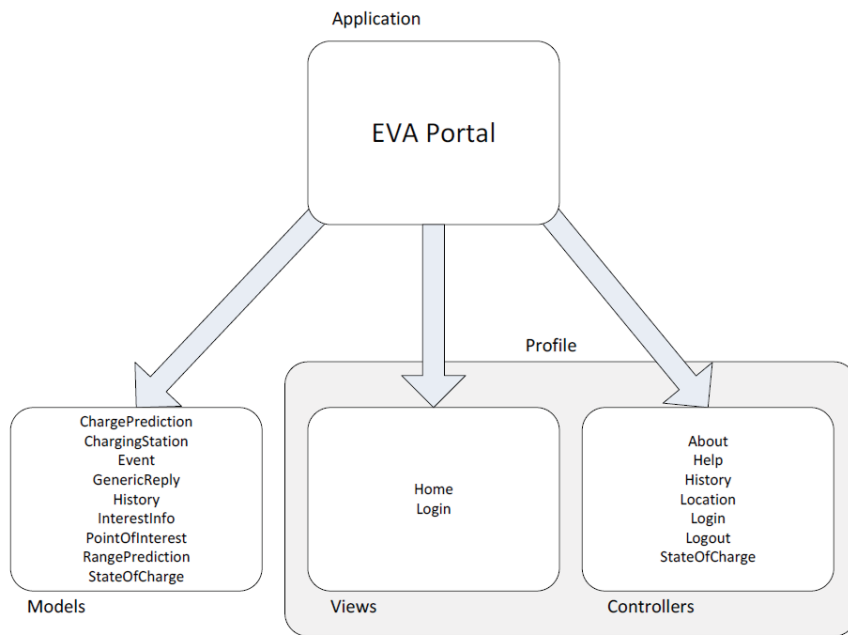 Application
EVA Portal
Profile
ChargePrediction
ChargingStation
Event
GenericReply
History
InterestInfo
PointOfInterest
RangePrediction
StateOfCharge
Models
Home
Login
Views
About
Help
History
Location
Login
Logout
StateOfCharge
Controllers